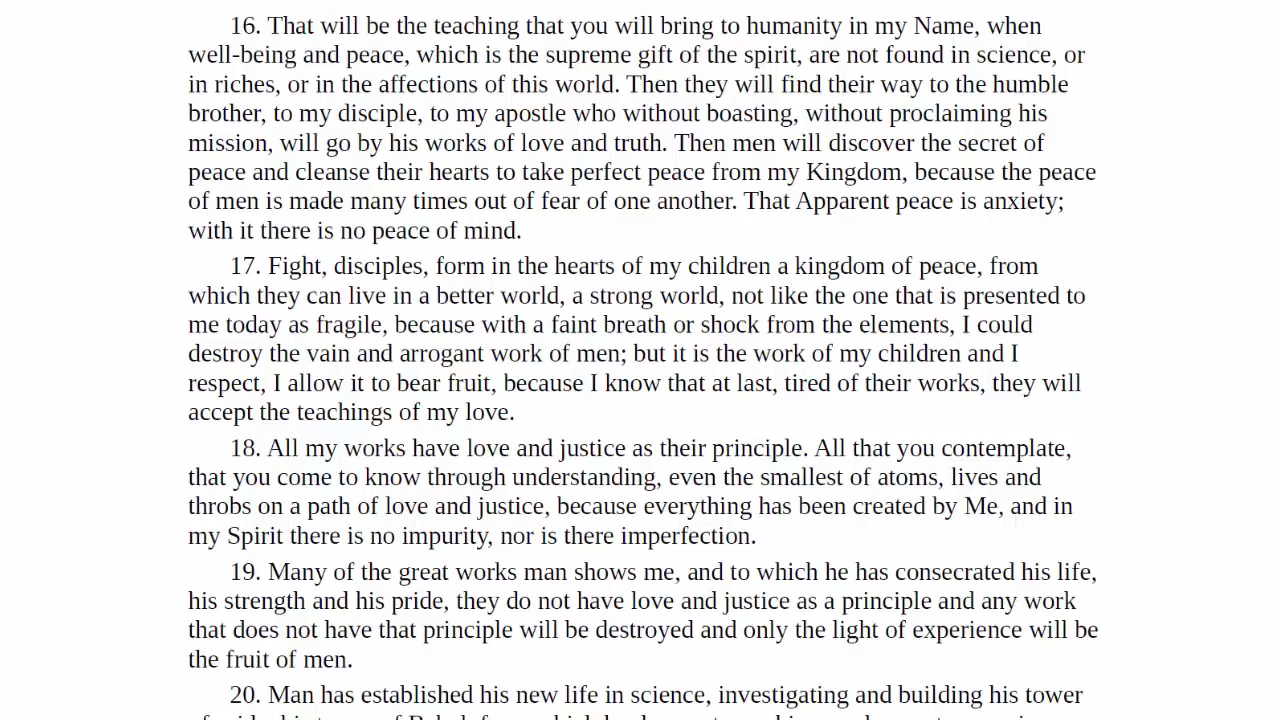 16. That will be the teaching that you will bring to humanity in my Name, when
well-being and peace, which is the supreme gift of the spirit, are not found in science, or
in riches, or in the affections of this world. Then they will find their way to the humble
brother, to my disciple, to my apostle who without boasting, without proclaiming his
mission, will go by his works of love and truth. Then men will discover the secret of
peace and cleanse their hearts to take perfect peace from my Kingdom, because the peace
of men is made many times out of fear of one another. That Apparent peace is anxiety;
with it there is no peace of mind.
17. Fight, disciples, form in the hearts of my children a kingdom of peace, from
which they can live in a better world, a strong world, not like the one that is presented to
me today as fragile, because with a faint breath or shock from the elements, I could
destroy the vain and arrogant work of men; but it is the work of my children and I
respect, I allow it to bear fruit, because I know that at last, tired of their works, they will
accept the teachings of my love.
18. All my works have love and justice as their principle. All that you contemplate,
that you come to know through understanding, even the smallest of atoms, lives and
throbs on a path of love and justice, because everything has been created by Me, and in
my Spirit there is no impurity, nor is there imperfection.
19. Many of the great works man shows me, and to which he has consecrated his life,
his strength and his pride, they do not have love and justice as a principle and any work
that does not have that principle will be destroyed and only the light of experience will be
the fruit of men.
20. Man has established his new life in science, investigating and building his tower